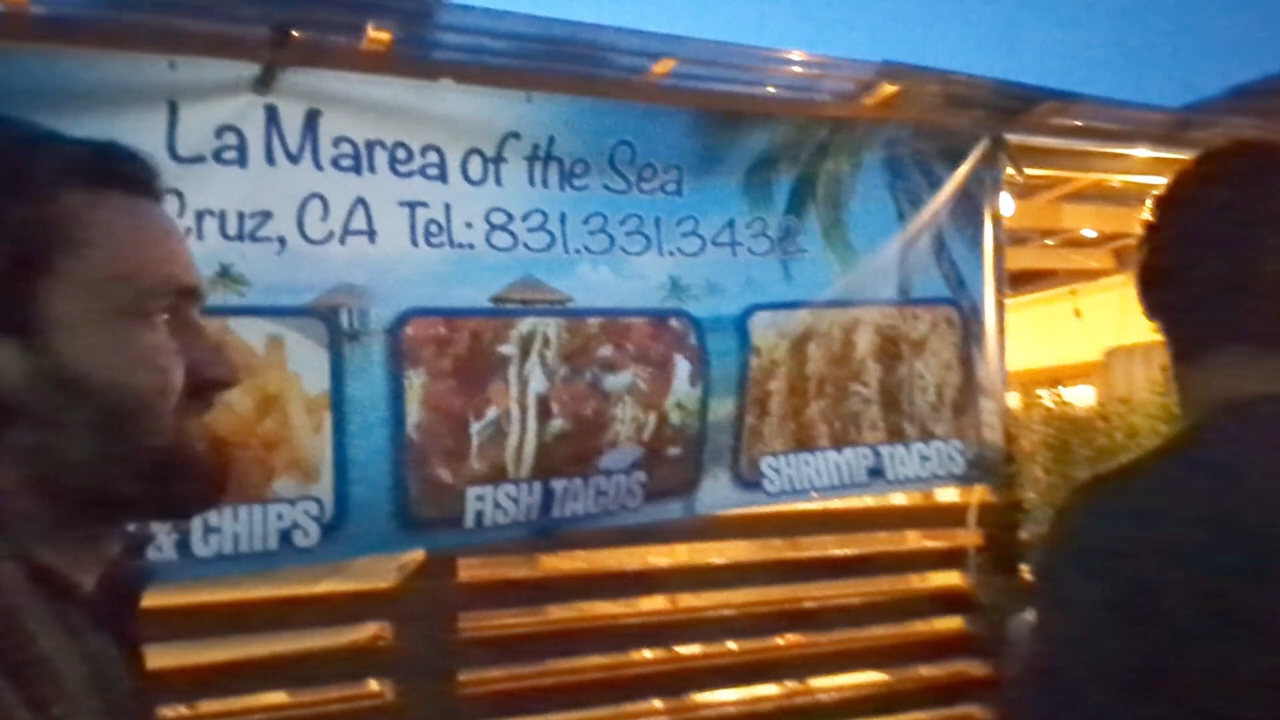 La Marea of the Sea
Cruz, CA Tel.: 831.331.343
& CHIPS
FISH TACOS
SHRIMP TACOS